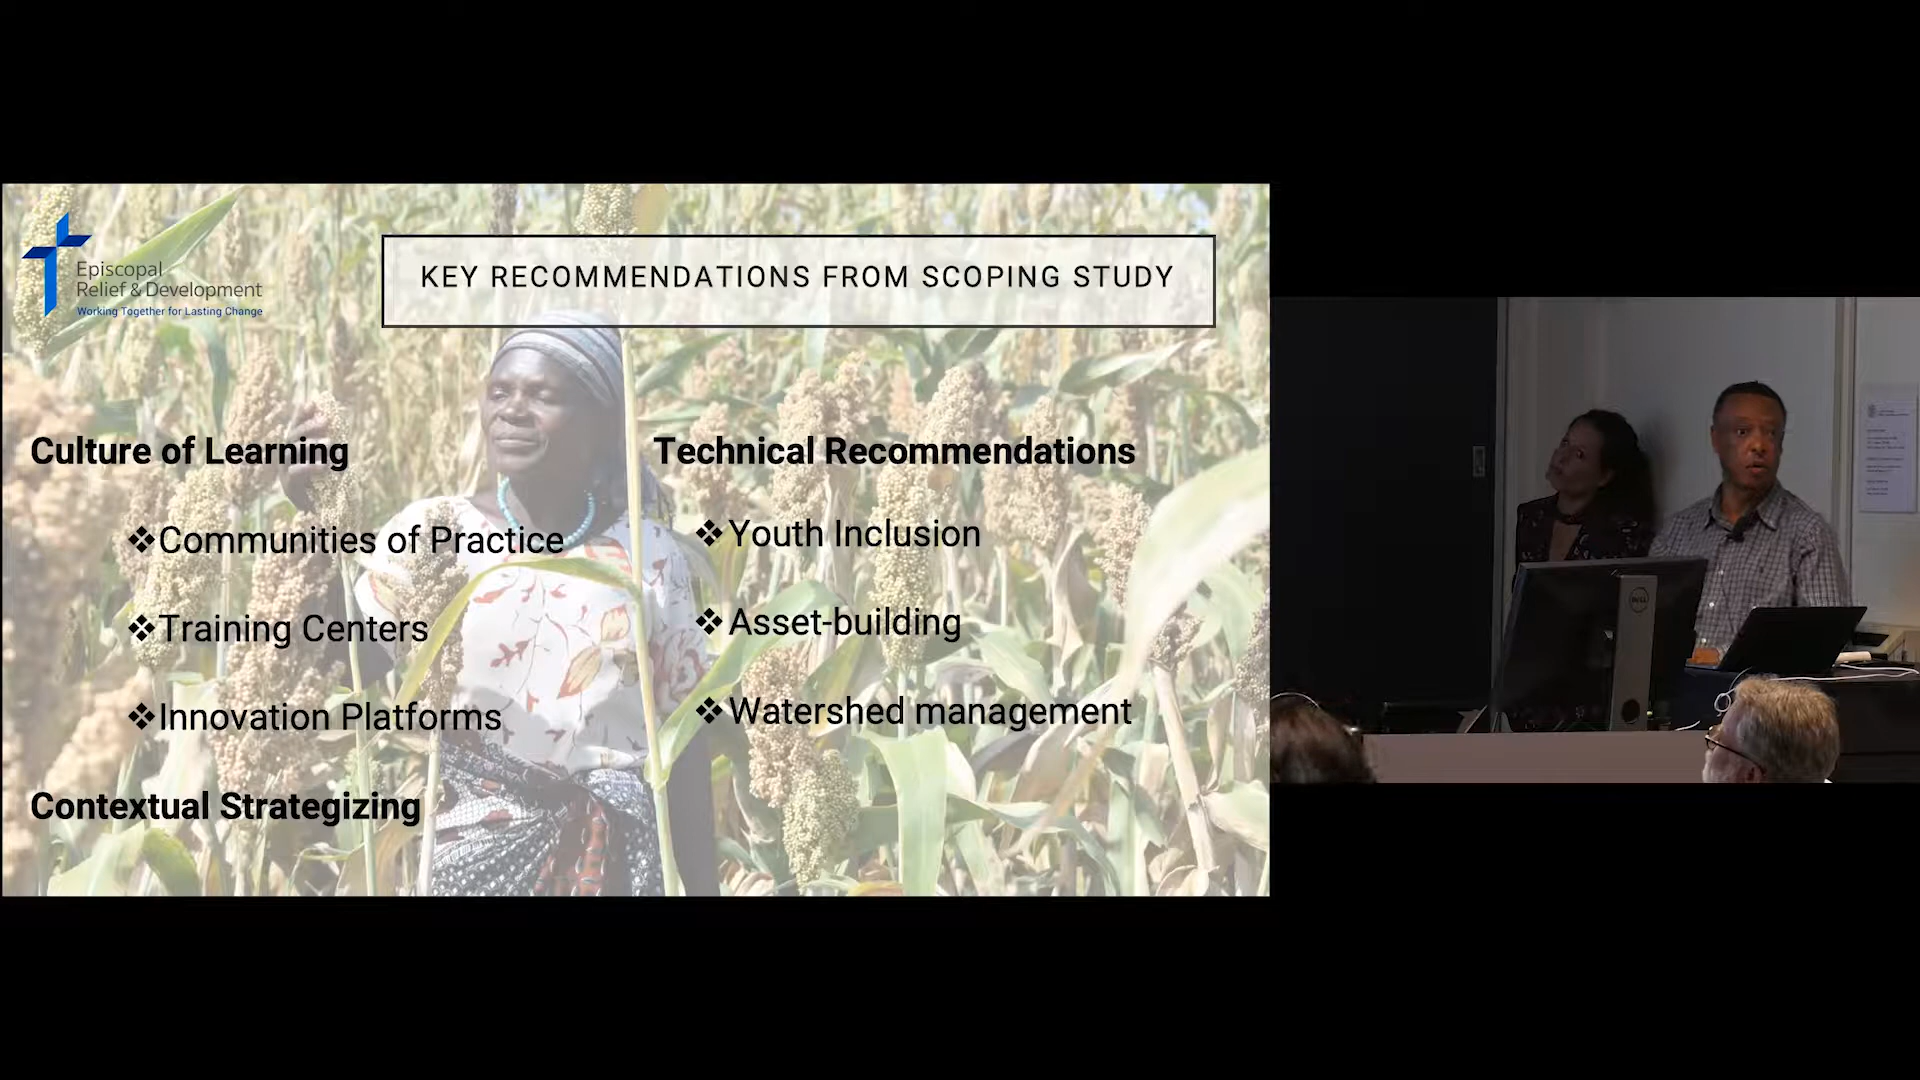 Episcopal
Relief & Development
Working Together for Lasting Change
KEY RECOMMENDATIONS FROM SCOPING STUDY
Culture of Learning
❖Communities of Practice
❖Training Centers
❖Innovation Platforms
Contextual Strategizing
Technical Recommendations
❖Youth Inclusion
❖Asset-building
❖Watershed management
DELL